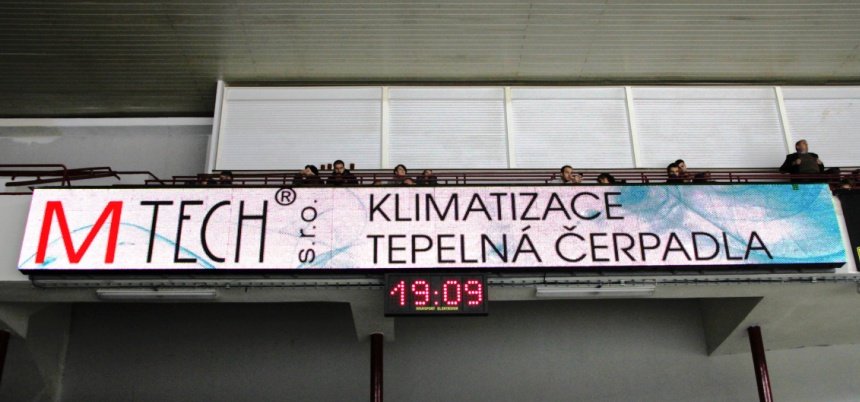 M TECH® s.r.o.
KLIMATIZACE
TEPELNÁ ČERPADLA
19:09